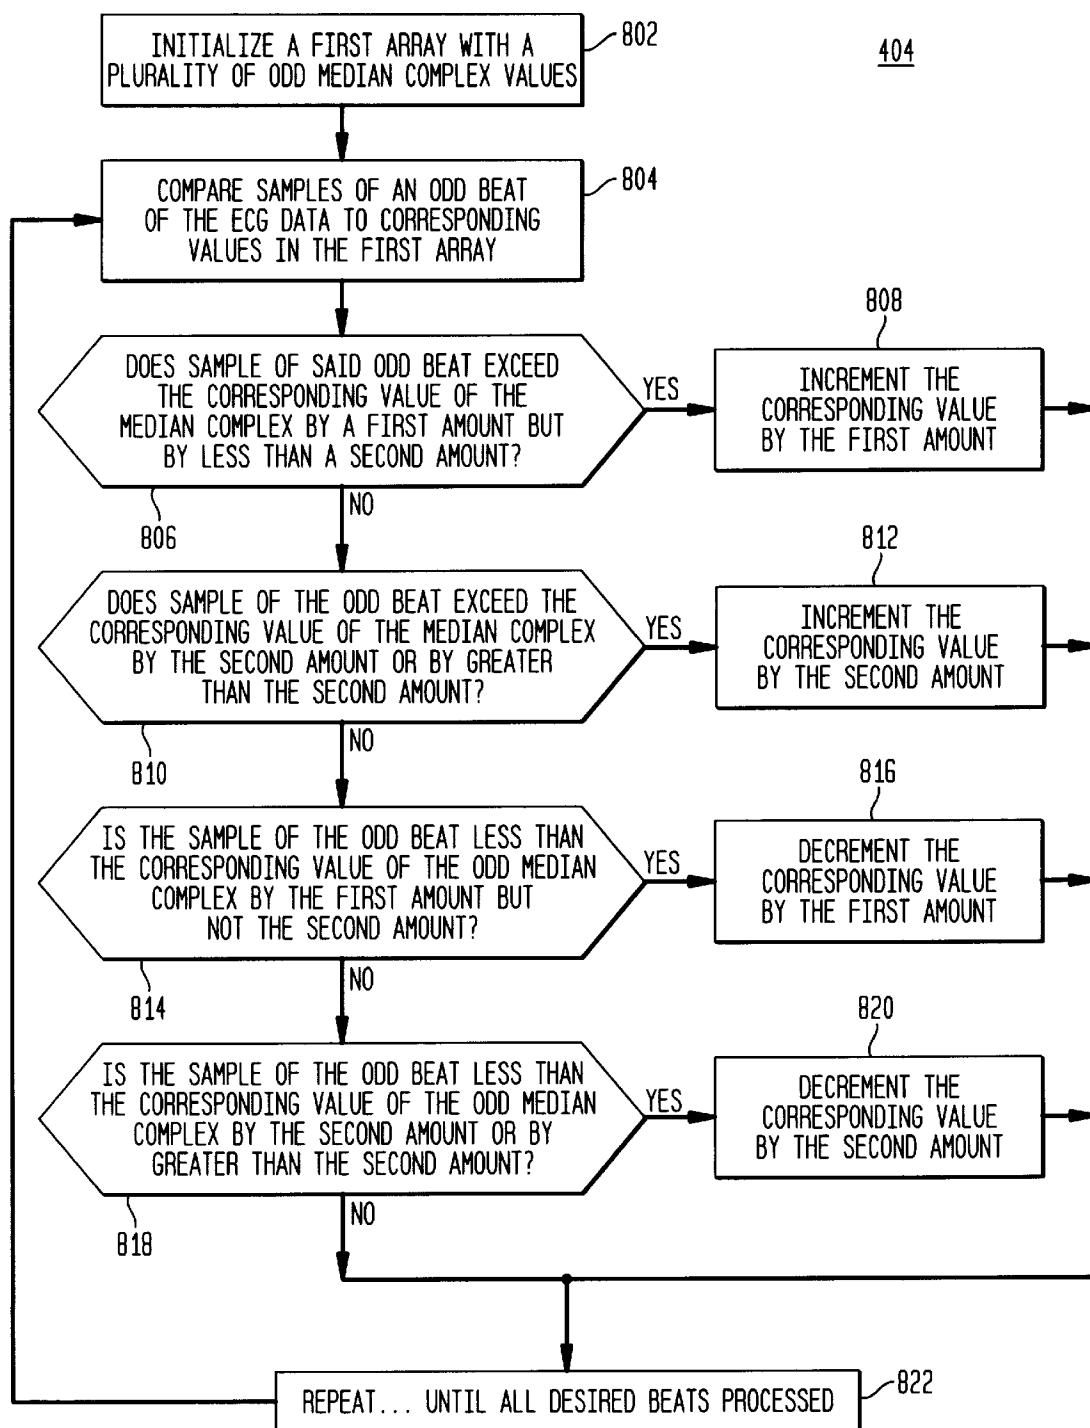 INITIALIZE A FIRST ARRAY WITH A
PLURALITY OF ODD MEDIAN COMPLEX VALUES
802
404
COMPARE SAMPLES OF AN ODD BEAT
OF THE ECG DATA TO CORRESPONDING
VALUES IN THE FIRST ARRAY
804
DOES SAMPLE OF SAID ODD BEAT EXCEED
THE CORRESPONDING VALUE OF THE
MEDIAN COMPLEX BY A FIRST AMOUNT BUT
BY LESS THAN A SECOND AMOUNT?
806
YES
NO
808
INCREMENT THE
CORRESPONDING VALUE
BY THE FIRST AMOUNT
DOES SAMPLE OF THE ODD BEAT EXCEED THE
CORRESPONDING VALUE OF THE MEDIAN COMPLEX
BY THE SECOND AMOUNT OR BY GREATER
THAN THE SECOND AMOUNT?
810
YES
NO
812
INCREMENT THE
CORRESPONDING VALUE
BY THE SECOND AMOUNT
IS THE SAMPLE OF THE ODD BEAT LESS THAN
THE CORRESPONDING VALUE OF THE ODD MEDIAN
COMPLEX BY THE FIRST AMOUNT BUT
NOT THE SECOND AMOUNT?
814
YES
NO
816
DECREMENT THE
CORRESPONDING VALUE
BY THE FIRST AMOUNT
IS THE SAMPLE OF THE ODD BEAT LESS THAN
THE CORRESPONDING VALUE OF THE ODD MEDIAN
COMPLEX BY THE SECOND AMOUNT OR BY
GREATER THAN THE SECOND AMOUNT?
818
YES
NO
820
DECREMENT THE
CORRESPONDING VALUE
BY THE SECOND AMOUNT
REPEAT... UNTIL ALL DESIRED BEATS PROCESSED
822